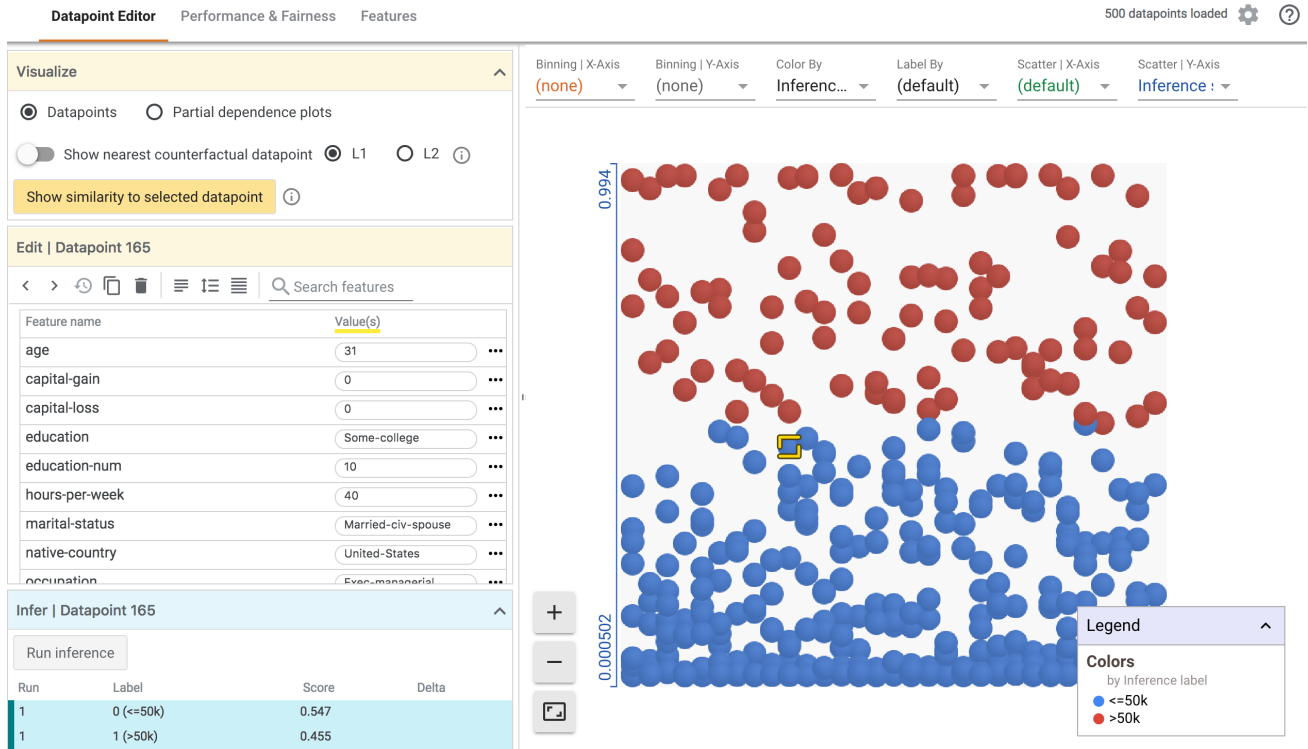 Datapoint Editor Performance & Fairness Features 500 datapoints loaded
Visualize
Datapoints Partial dependence plots
Show nearest counterfactual datapoint L1 L2
Show similarity to selected datapoint
Edit | Datapoint 165
Search features
Feature name Value(s)
age 31
capital-gain 0
capital-loss 0
education Some-college
education-num 10
hours-per-week 40
marital-status Married-civ-spouse
native-country United-States
occupation Exec-managerial
Infer | Datapoint 165
Run inference
Run Label Score Delta
1 0 (<=50k) 0.547
1 1 (>50k) 0.455
Binning | X-Axis Binning | Y-Axis Color By Label By Scatter | X-Axis Scatter | Y-Axis
(none) (none) Inferenc... (default) (default) Inference
0.994
0.000502
Legend
Colors
by Inference label
<=50k
>50k